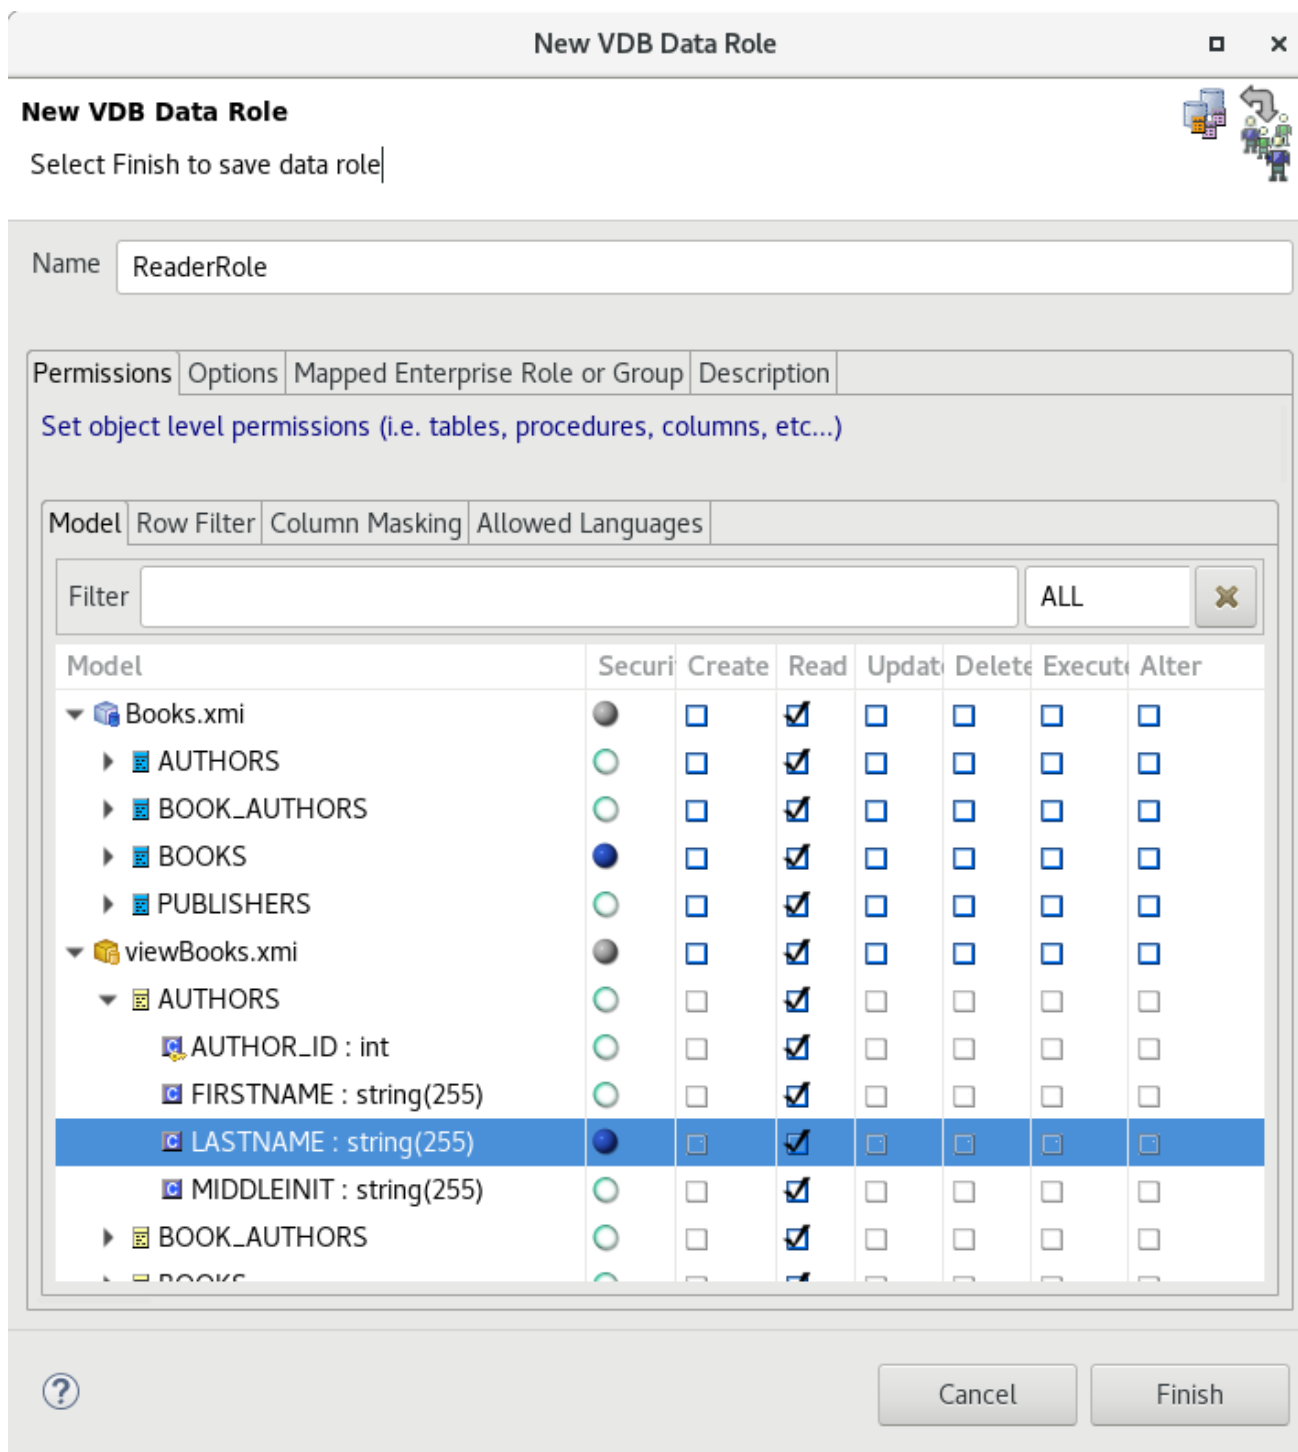 New VDB Data Role
New VDB Data Role
Select Finish to save data role
Name ReaderRole
Permissions Options Mapped Enterprise Role or Group Description
Set object level permissions (i.e. tables, procedures, columns, etc...)
Model Row Filter Column Masking Allowed Languages
Filter ALL
Model Securi Create Read Updat Delete Execut Alter
Books.xmi
AUTHORS
BOOK_AUTHORS
BOOKS
PUBLISHERS
viewBooks.xmi
AUTHORS
AUTHOR_ID : int
FIRSTNAME : string(255)
LASTNAME : string(255)
MIDDLEINIT : string(255)
BOOK_AUTHORS
BOOKS
? Cancel Finish